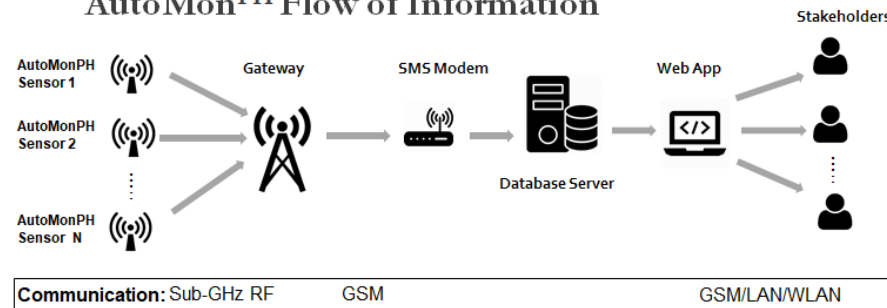 AutoMonPH Flow of Information
Stakeholders
AutoMonPH
Sensor 1
Gateway
SMS Modem
Web App
AutoMonPH
Sensor 2
</>
Database Server
AutoMonPH
Sensor N
Communication: Sub-GHz RF GSM GSM/LAN/WLAN